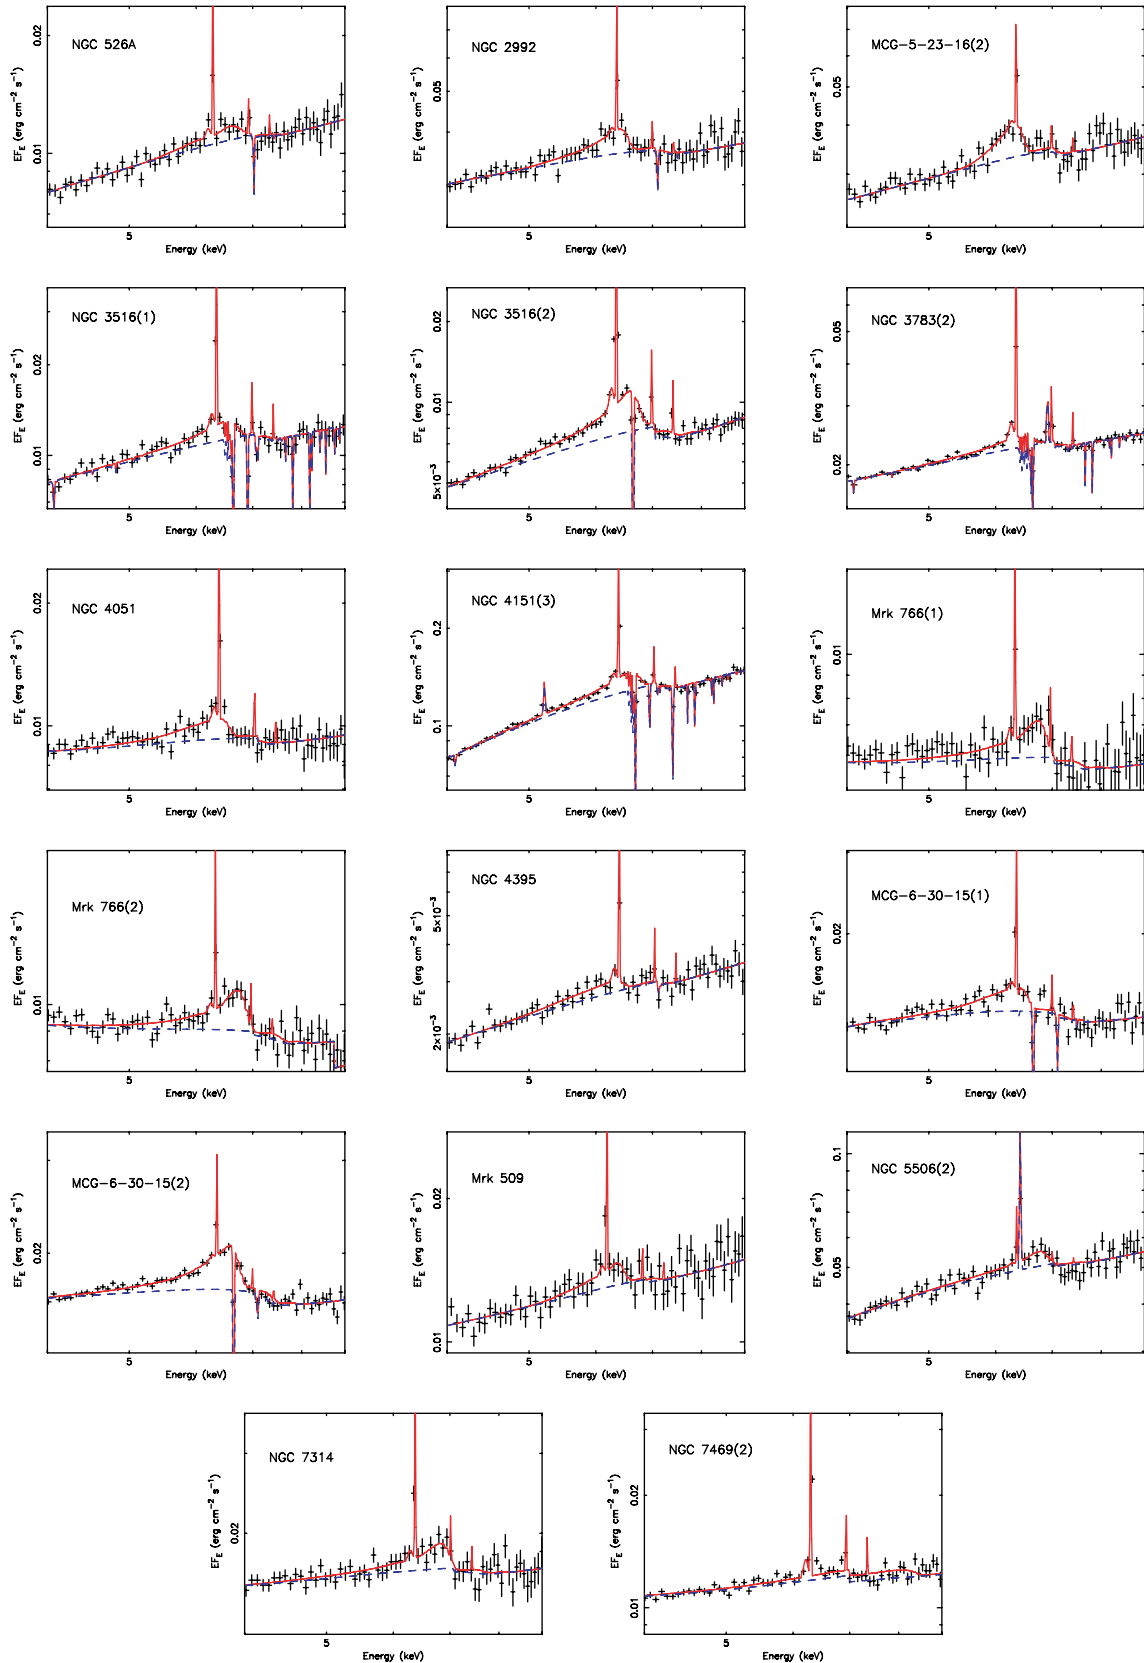 NGC 526A
0.02
0.01
EF_E (erg cm⁻² s⁻¹)
5
Energy (keV)
NGC 2992
0.05
EF_E (erg cm⁻² s⁻¹)
5
Energy (keV)
MCG-5-23-16(2)
0.05
EF_E (erg cm⁻² s⁻¹)
5
Energy (keV)
NGC 3516(1)
0.02
0.01
EF_E (erg cm⁻² s⁻¹)
5
Energy (keV)
NGC 3516(2)
0.02
0.01
5×10⁻³
EF_E (erg cm⁻² s⁻¹)
5
Energy (keV)
NGC 3783(2)
0.05
0.02
EF_E (erg cm⁻² s⁻¹)
5
Energy (keV)
NGC 4051
0.02
0.01
EF_E (erg cm⁻² s⁻¹)
5
Energy (keV)
NGC 4151(3)
0.2
0.1
EF_E (erg cm⁻² s⁻¹)
5
Energy (keV)
Mrk 766(1)
0.01
EF_E (erg cm⁻² s⁻¹)
5
Energy (keV)
Mrk 766(2)
0.01
EF_E (erg cm⁻² s⁻¹)
5
Energy (keV)
NGC 4395
5×10⁻³
2×10⁻³
EF_E (erg cm⁻² s⁻¹)
5
Energy (keV)
MCG-6-30-15(1)
0.02
EF_E (erg cm⁻² s⁻¹)
5
Energy (keV)
MCG-6-30-15(2)
0.02
EF_E (erg cm⁻² s⁻¹)
5
Energy (keV)
Mrk 509
0.02
0.01
EF_E (erg cm⁻² s⁻¹)
5
Energy (keV)
NGC 5506(2)
0.1
0.05
EF_E (erg cm⁻² s⁻¹)
5
Energy (keV)
NGC 7314
0.02
EF_E (erg cm⁻² s⁻¹)
5
Energy (keV)
NGC 7469(2)
0.02
0.01
EF_E (erg cm⁻² s⁻¹)
5
Energy (keV)